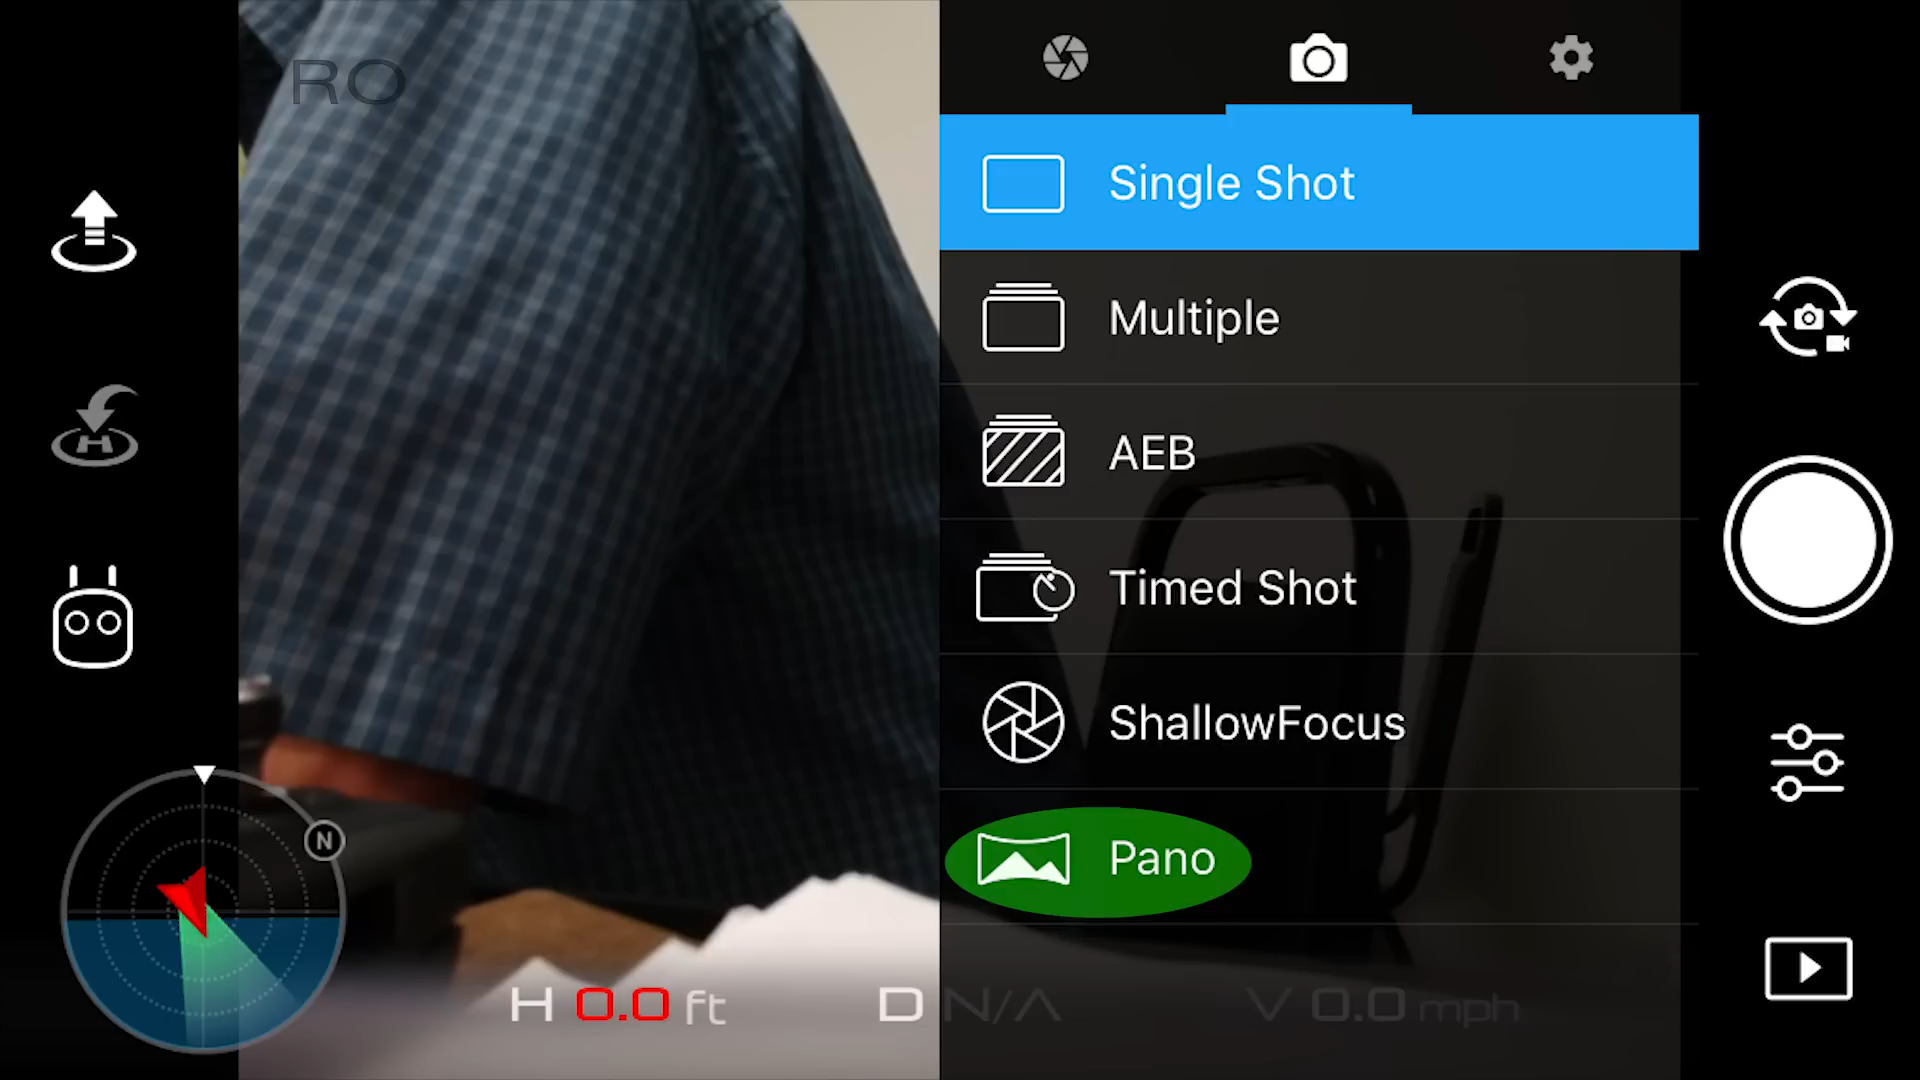 RO
Single Shot
Multiple
AEB
Timed Shot
ShallowFocus
Pano
N
H
H 0.0 ft D N/A V 0.0 mph